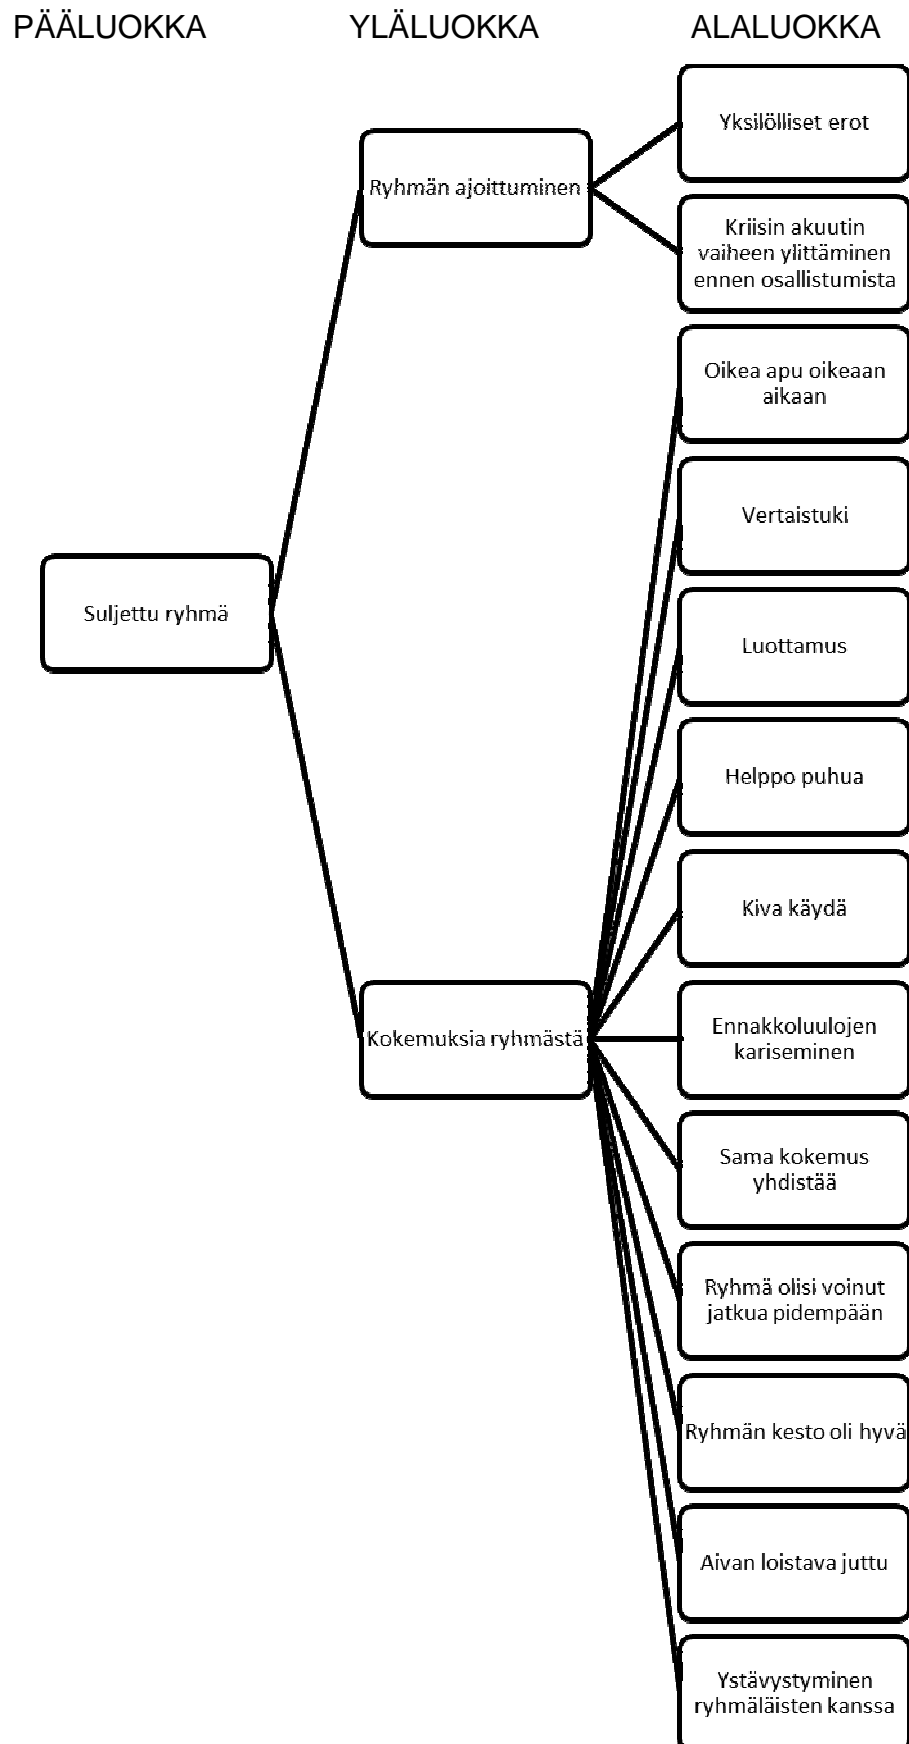 PÄÄLUOKKA YLÄLUOKKA ALALUOKKA
Suljettu ryhmä
Ryhmän ajoittuminen
Yksilölliset erot
Kriisin akuutin
vaiheen ylittäminen
ennen osallistumista
Kokemuksia ryhmästä
Oikea apu oikeaan
aikaan
Vertaistuki
Luottamus
Helppo puhua
Kiva käydä
Ennakkoluulojen
kariseminen
Sama kokemus
yhdistää
Ryhmä olisi voinut
jatkua pidempään
Ryhmän kesto oli hyvä
Aivan loistava juttu
Ystävystyminen
ryhmäläisten kanssa